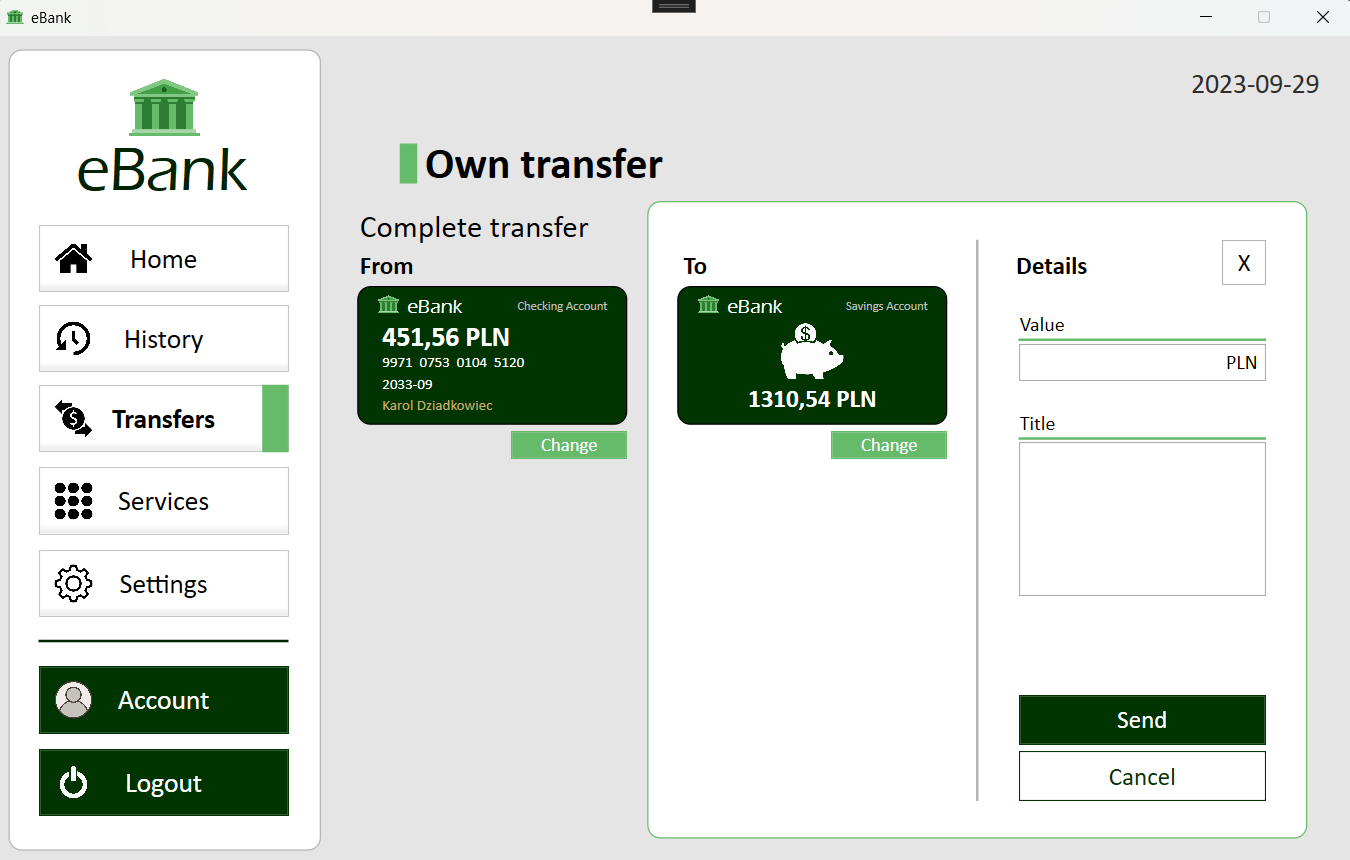 eBank
2023-09-29
eBank
Home
History
Transfers
Services
Settings
Account
Logout
Own transfer
Complete transfer
From
eBank Checking Account
451,56 PLN
9971 0753 0104 5120
2033-09
Karol Dziadkowiec
Change
To
eBank Savings Account
$
1310,54 PLN
Change
Details
X
Value
PLN
Title
Send
Cancel